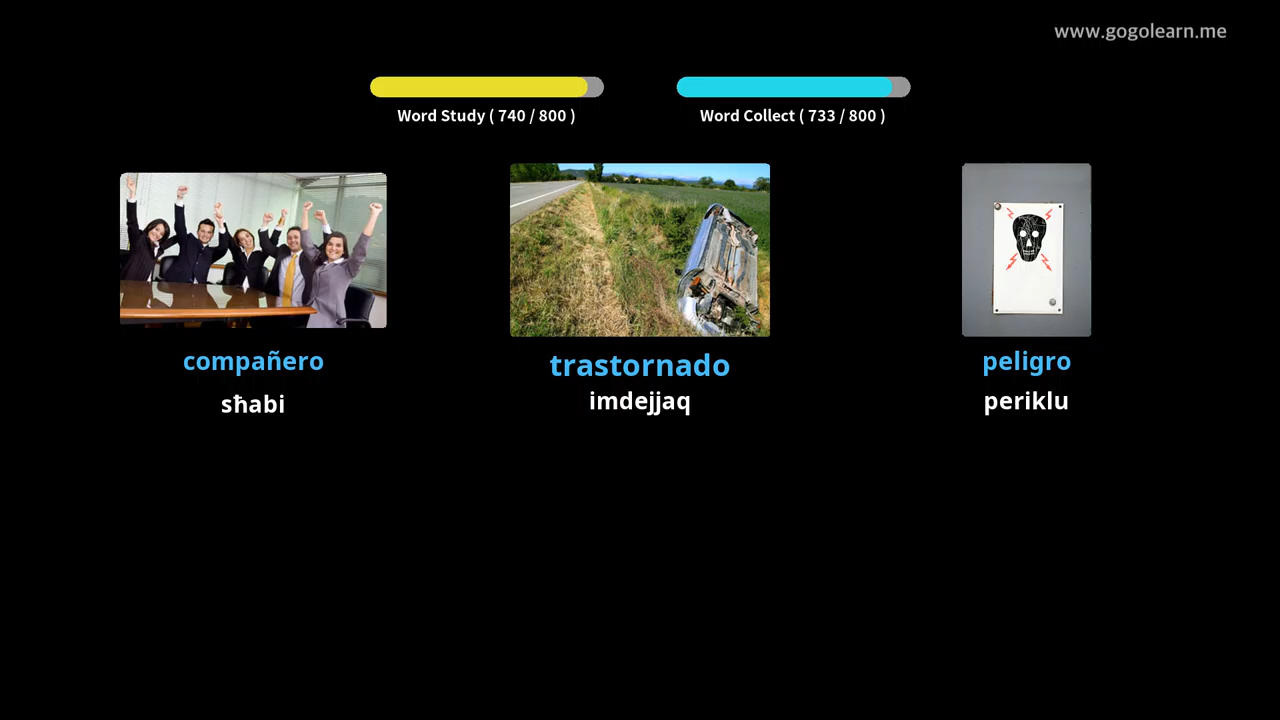 www.gogolearn.me
Word Study ( 740 / 800 )
Word Collect ( 733 / 800 )
compañero
trastornado
peligro
sħabi
imdejjaq
periklu